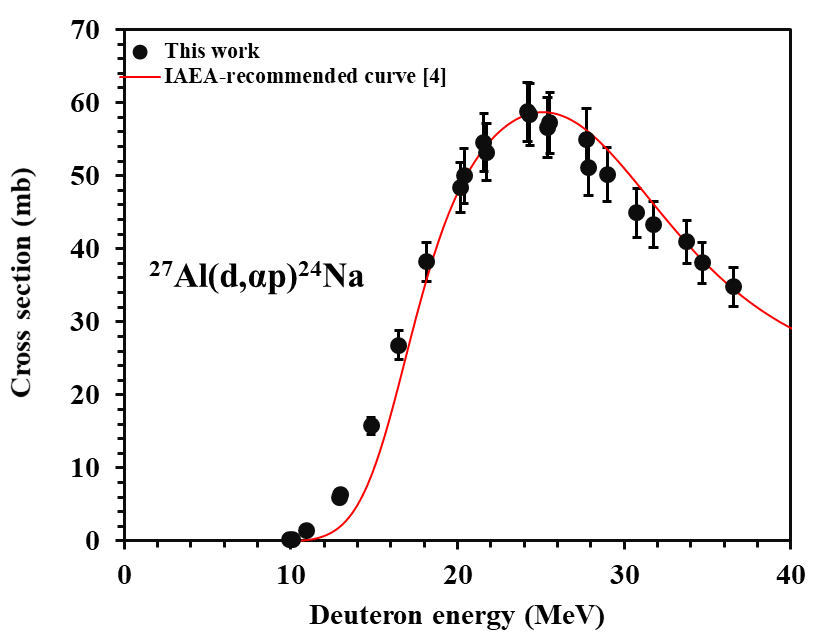 70
60
50
40
30
20
10
0
Cross section (mb)
This work
IAEA-recommended curve [4]
²⁷Al(d,αp)²⁴Na
0 10 20 30 40
Deuteron energy (MeV)